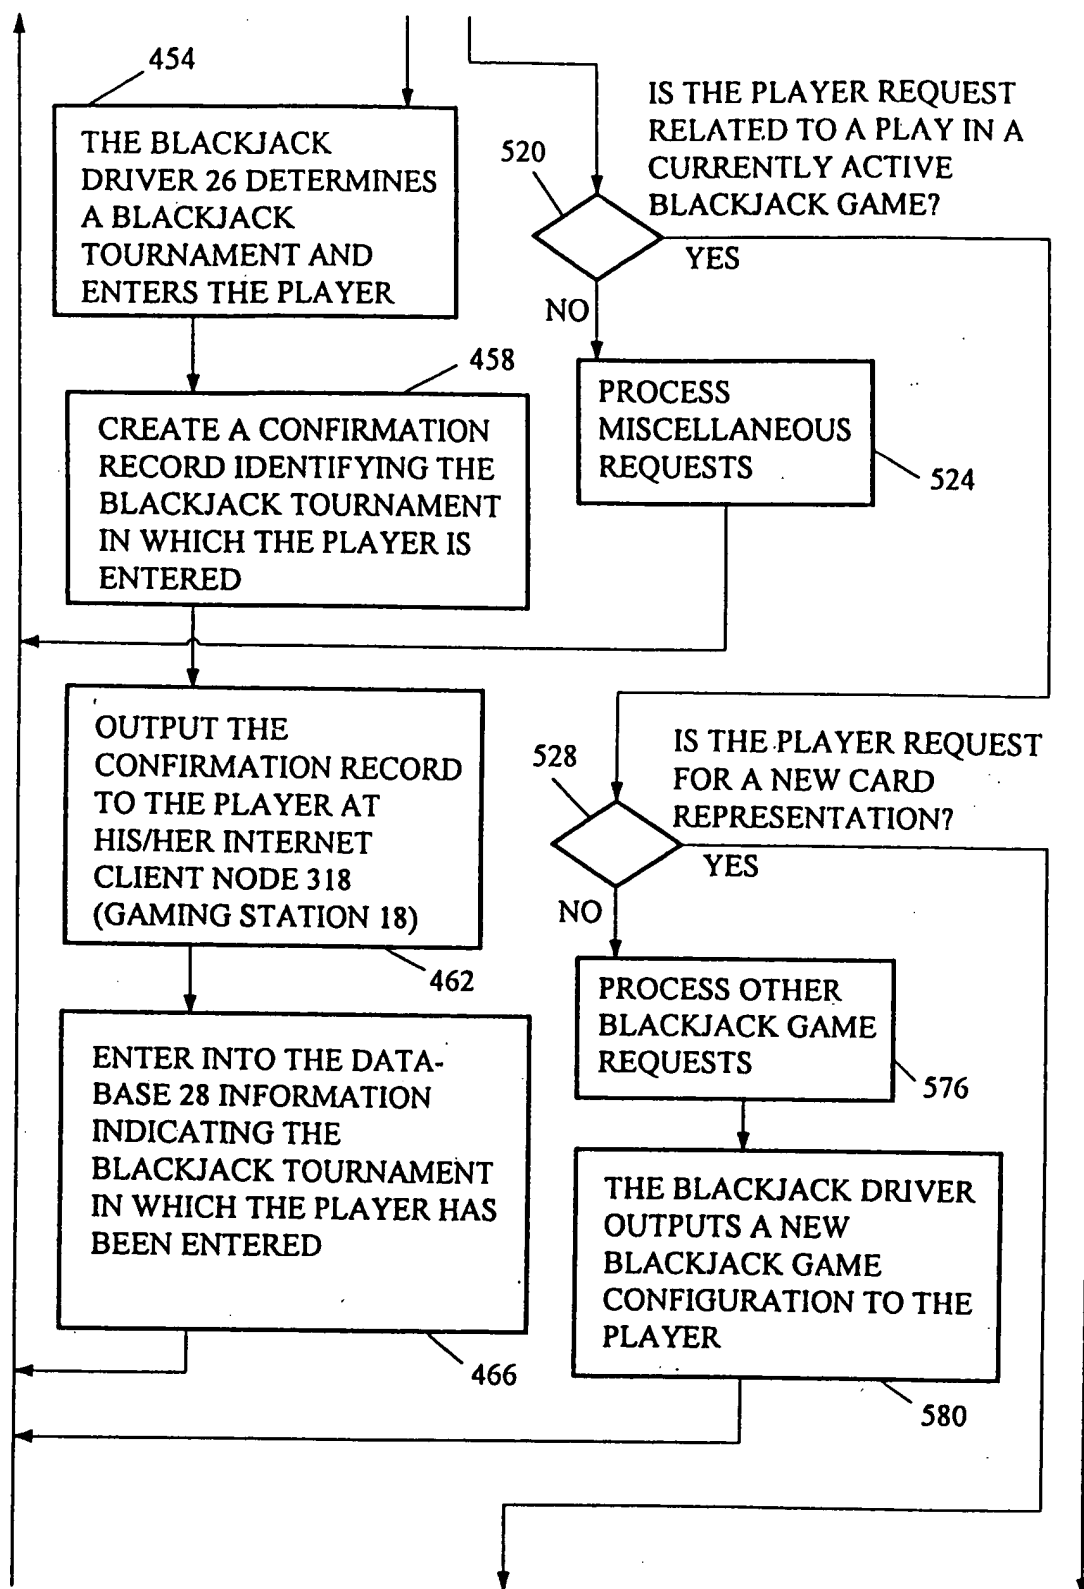 454
THE BLACKJACK
DRIVER 26 DETERMINES
A BLACKJACK
TOURNAMENT AND
ENTERS THE PLAYER
458
CREATE A CONFIRMATION
RECORD IDENTIFYING THE
BLACKJACK TOURNAMENT
IN WHICH THE PLAYER IS
ENTERED
OUTPUT THE
CONFIRMATION RECORD
TO THE PLAYER AT
HIS/HER INTERNET
CLIENT NODE 318
(GAMING STATION 18)
462
ENTER INTO THE DATA-
BASE 28 INFORMATION
INDICATING THE
BLACKJACK TOURNAMENT
IN WHICH THE PLAYER HAS
BEEN ENTERED
466
IS THE PLAYER REQUEST
RELATED TO A PLAY IN A
CURRENTLY ACTIVE
BLACKJACK GAME?
520
YES
NO
PROCESS
MISCELLANEOUS
REQUESTS
524
IS THE PLAYER REQUEST
FOR A NEW CARD
REPRESENTATION?
528
YES
NO
PROCESS OTHER
BLACKJACK GAME
REQUESTS
576
THE BLACKJACK DRIVER
OUTPUTS A NEW
BLACKJACK GAME
CONFIGURATION TO THE
PLAYER
580